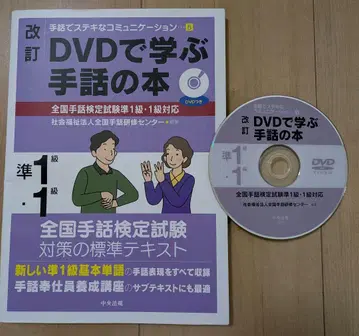 手話でステキなコミュニケーション
改訂
DVDで学ぶ
手話の本
DVDつき
全国手話検定試験準1級・1級対応
社会福祉法人全国手話研修センター
準1級
・1級
全国手話検定試験
対策の標準テキスト
新しい準1級基本単語の手話表現をすべて収録
手話奉仕員養成講座のサブテキストにも最適
中央法規
改訂
DVDで学ぶ
手話の本
準1級
・1級
DVD
全国手話検定試験準1級・1級対応
社会福祉法人全国手話研修センター
中央法規